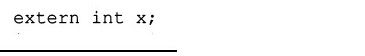 extern int x;